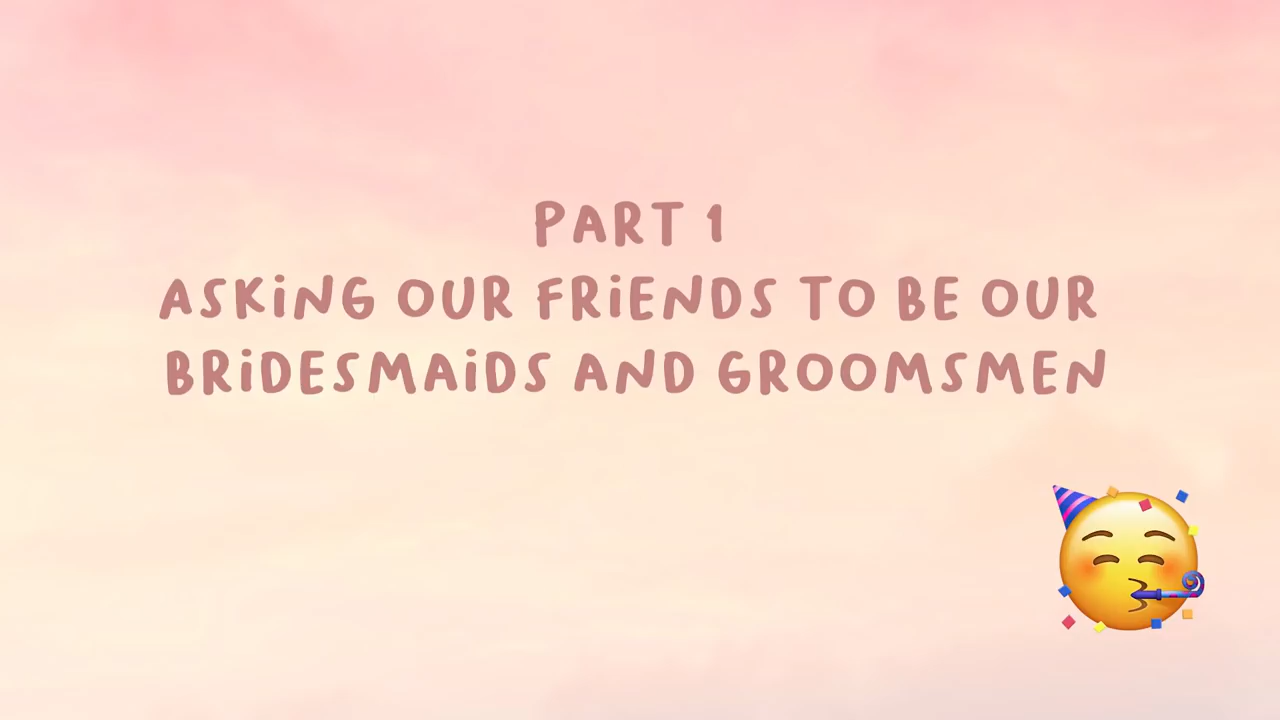 PART 1
ASKiNG OUR FRiENDS TO BE OUR
BRiDESMAiDS AND GROOMSMEN